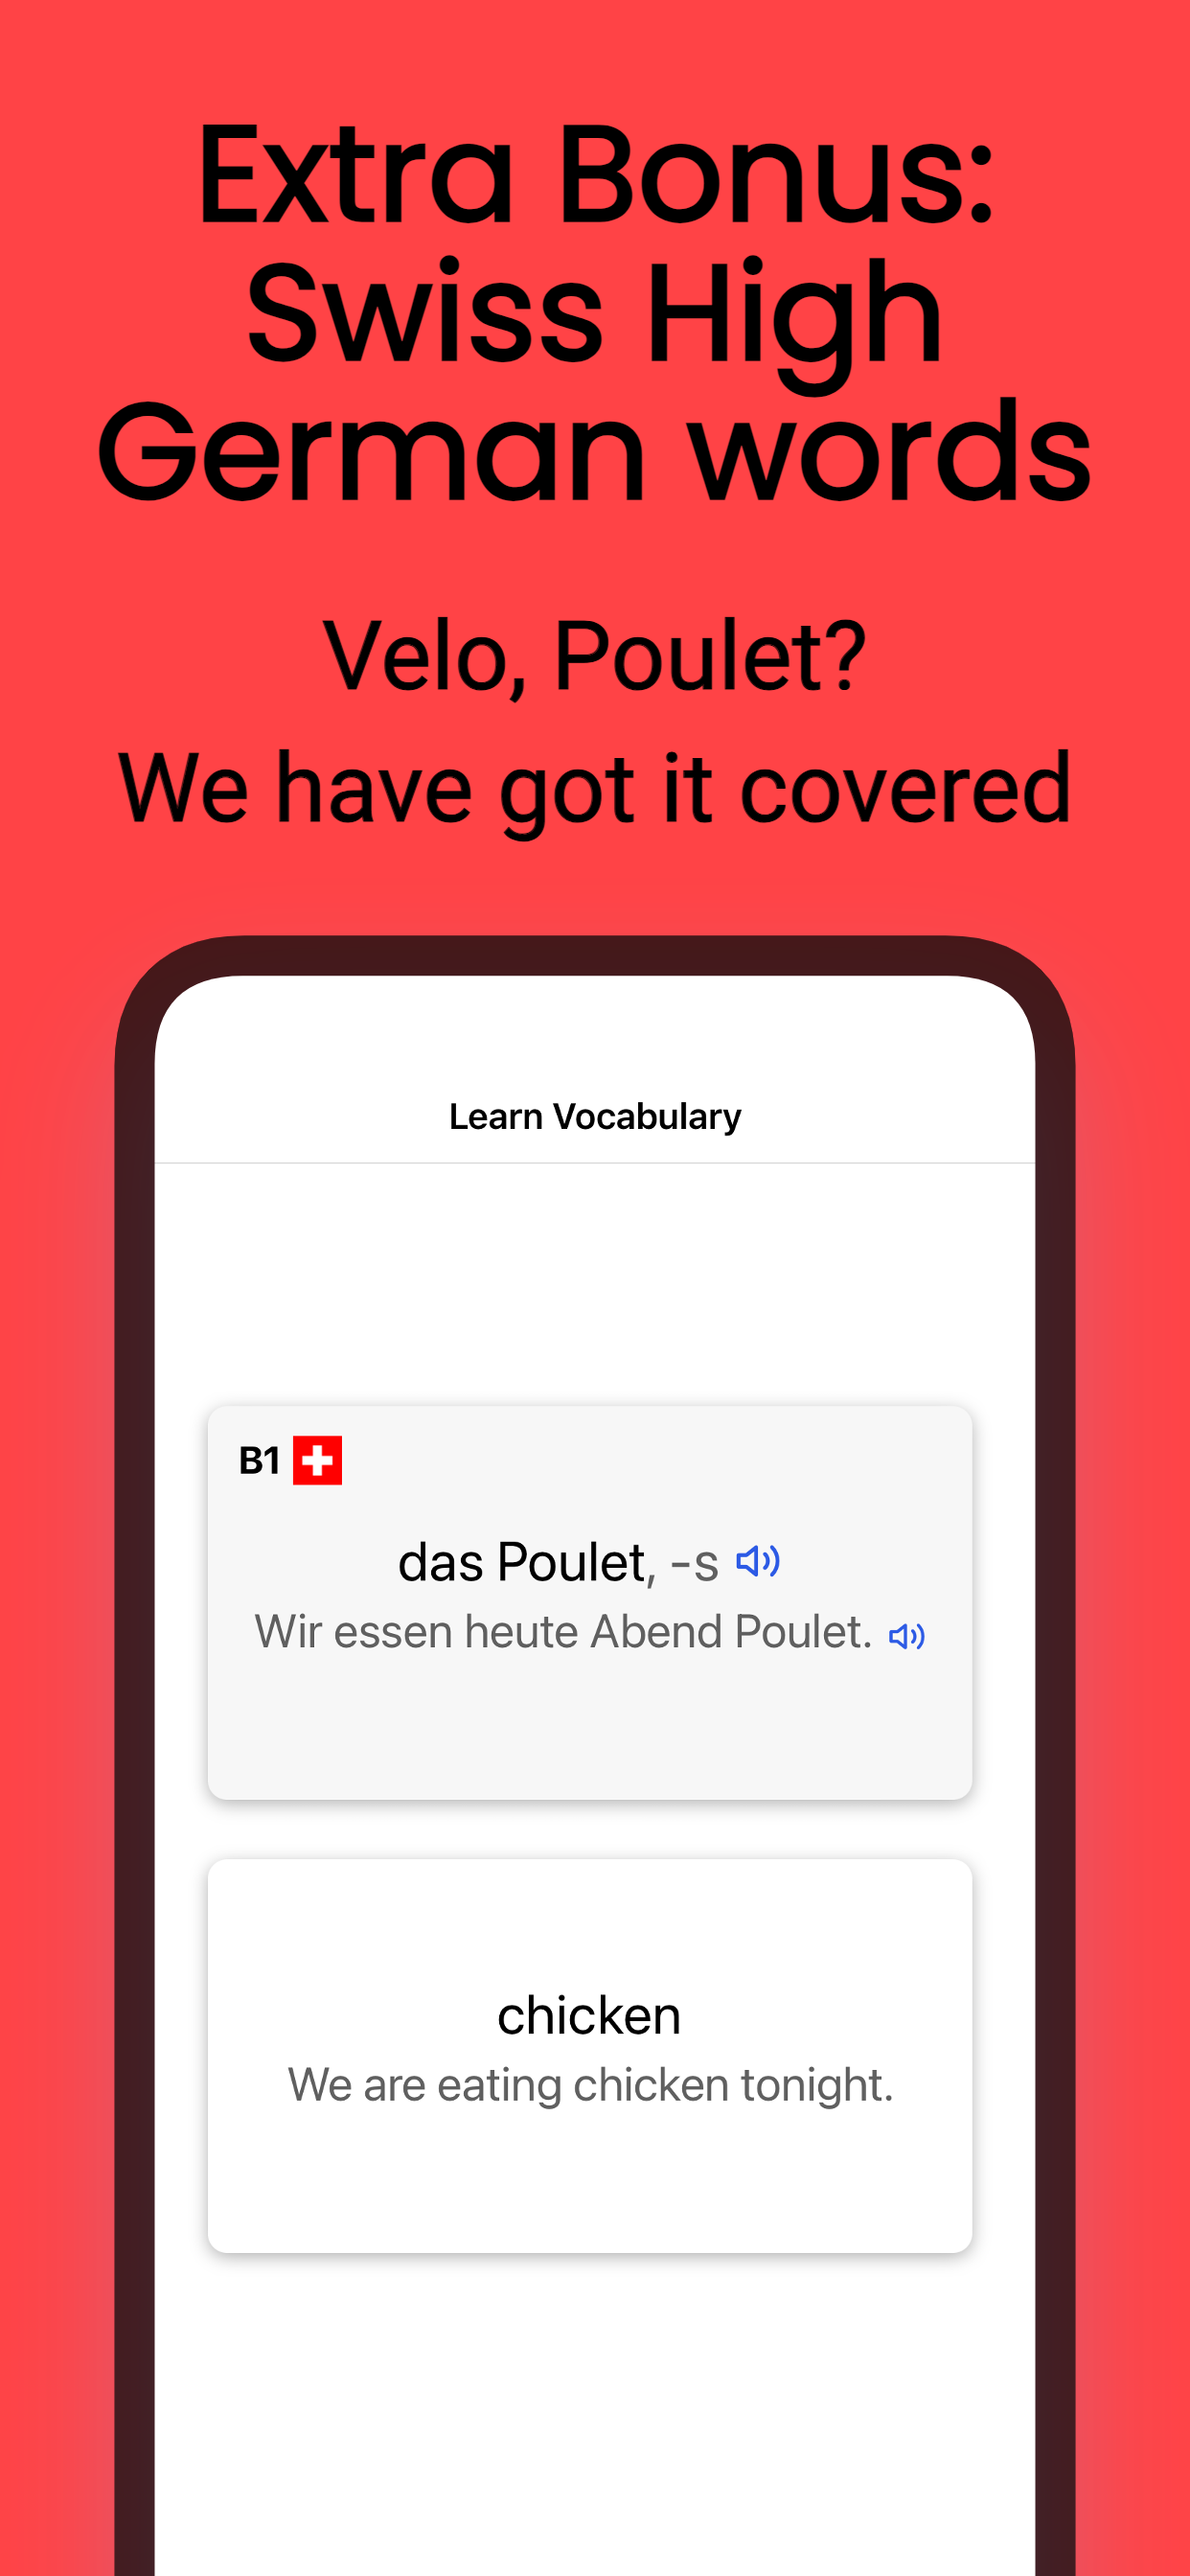 Extra Bonus:
Swiss High
German words
Velo, Poulet?
We have got it covered
Learn Vocabulary
B1
das Poulet, -s
Wir essen heute Abend Poulet.
chicken
We are eating chicken tonight.